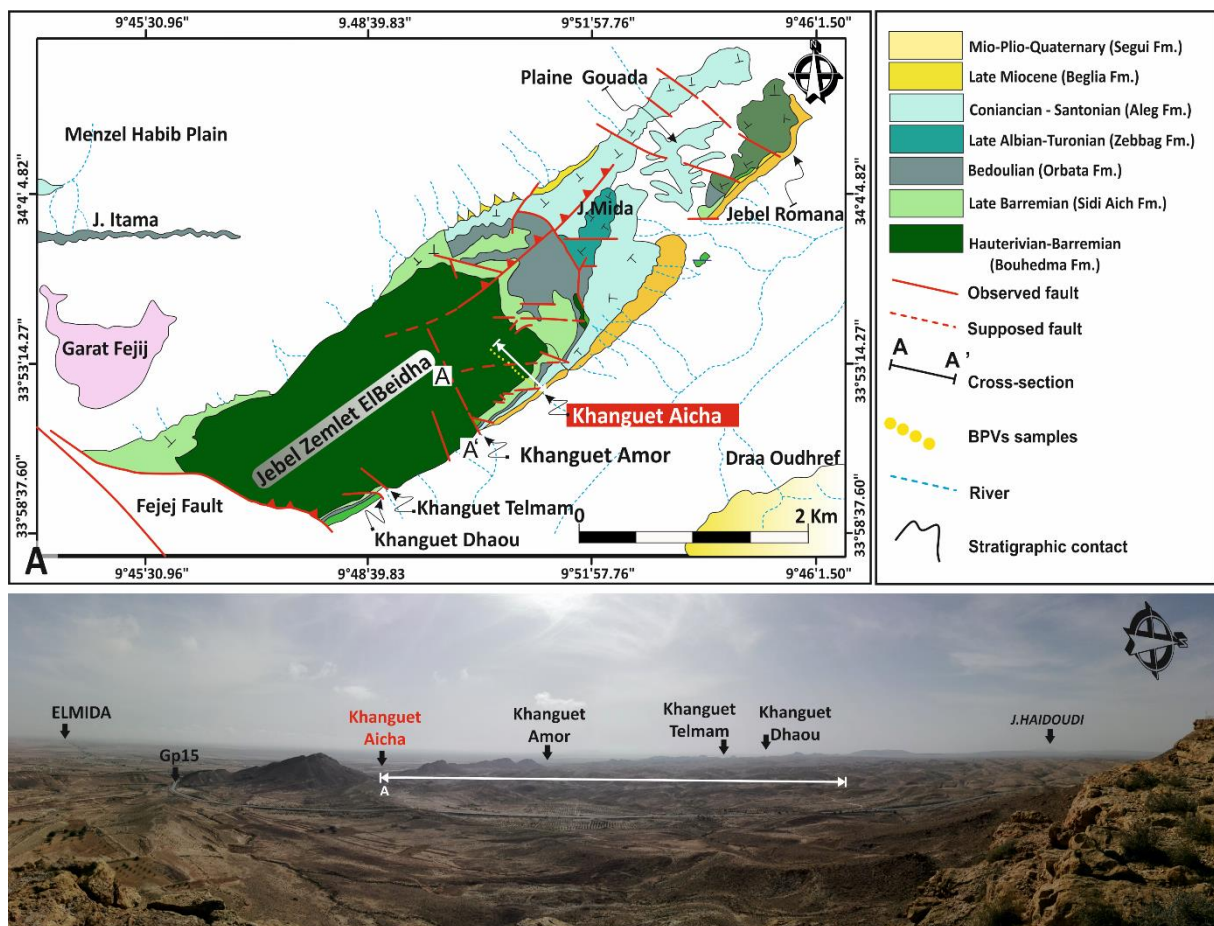 9°45'30.96"
9.48'39.83"
9°51'57.76"
9°46'1.50"
Plaine Gouada
Menzel Habib Plain
34°4' 4.82"
34°4'4.82"
J. Itama
J.Mida
Jebel Romana
Garat Fejij
33°53'14.27"
33°53'14.27"
A
Jebel Zemlet ElBeidha
Khanguet Aicha
A'
Khanguet Amor
Draa Oudhref
Fejej Fault
Khanguet Telmam
0
2 Km
33°58'37.60"
33°58'37.60"
Khanguet Dhaou
A
9°45'30.96"
9°48'39.83"
9°51'57.76"
9°46'1.50"
Mio-Plio-Quaternary (Segui Fm.)
Late Miocene (Beglia Fm.)
Coniancian - Santonian (Aleg Fm.)
Late Albian-Turonian (Zebbag Fm.)
Bedoulian (Orbata Fm.)
Late Barremian (Sidi Aich Fm.)
Hauterivian-Barremian
(Bouhedma Fm.)
Observed fault
Supposed fault
A
A'
Cross-section
BPVs samples
River
Stratigraphic contact
ELMIDA
Gp15
Khanguet
Aicha
Khanguet
Amor
Khanguet
Telmam
Khanguet
Dhaou
J.HAIDOUDI
A